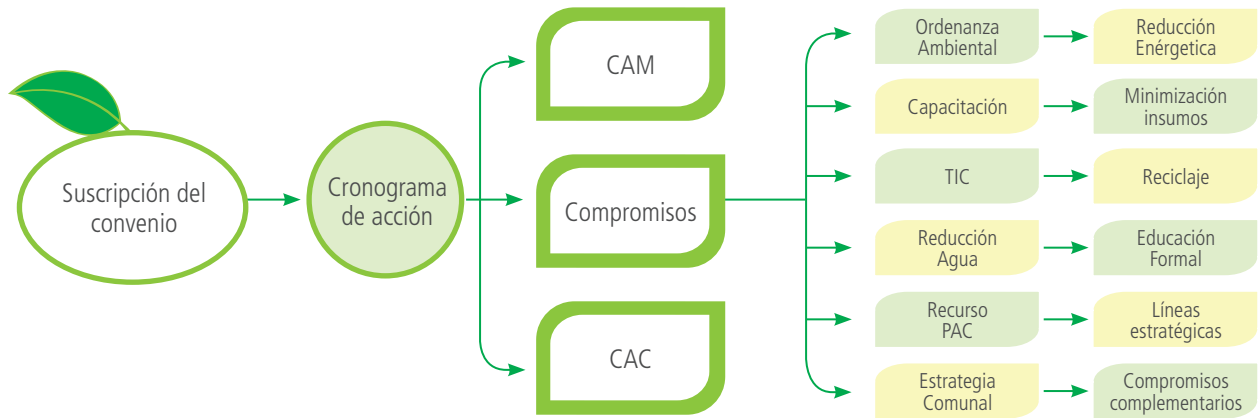 Suscripción del
convenio
Cronograma
de acción
CAM
Compromisos
CAC
Ordenanza
Ambiental
Reducción
Enérgetica
Capacitación
Minimización
insumos
TIC
Reciclaje
Reducción
Agua
Educación
Formal
Recurso
PAC
Líneas
estratégicas
Estrategia
Comunal
Compromisos
complementarios